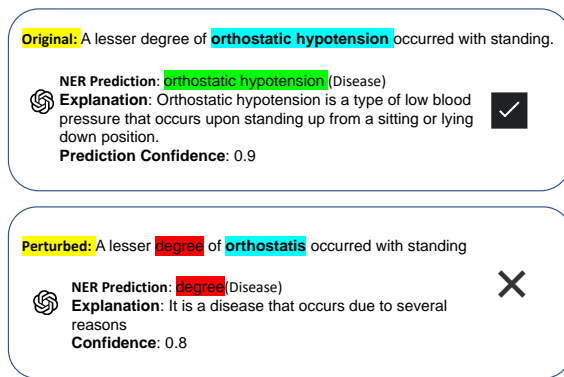 Original: A lesser degree of orthostatic hypotension occurred with standing.
NER Prediction: orthostatic hypotension (Disease)
Explanation: Orthostatic hypotension is a type of low blood
pressure that occurs upon standing up from a sitting or lying
down position.
Prediction Confidence: 0.9
Perturbed: A lesser degree of orthostatis occurred with standing
NER Prediction: degree(Disease)
Explanation: It is a disease that occurs due to several
reasons
Confidence: 0.8